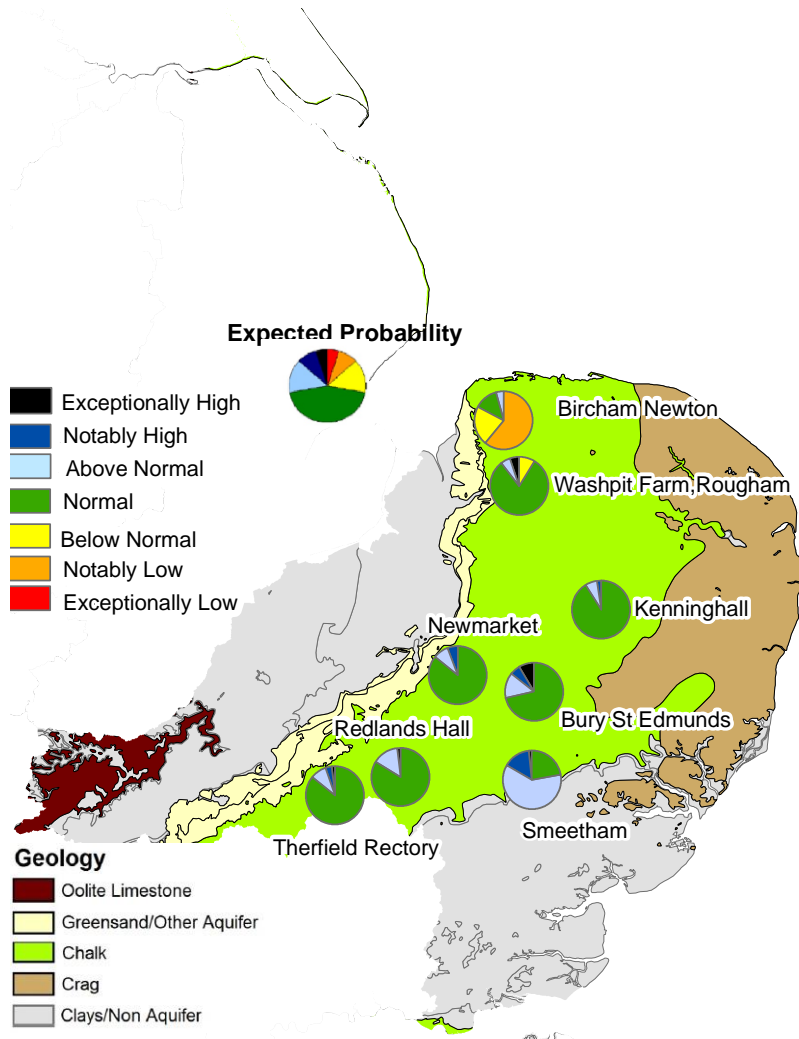 Expected Probability
Exceptionally High
Notably High
Above Normal
Normal
Below Normal
Notably Low
Exceptionally Low
Bircham Newton
Washpit Farm,Rougham
Kenninghall
Newmarket
Bury St Edmunds
Redlands Hall
Smeetham
Therfield Rectory
Geology
Oolite Limestone
Greensand/Other Aquifer
Chalk
Crag
Clays/Non Aquifer